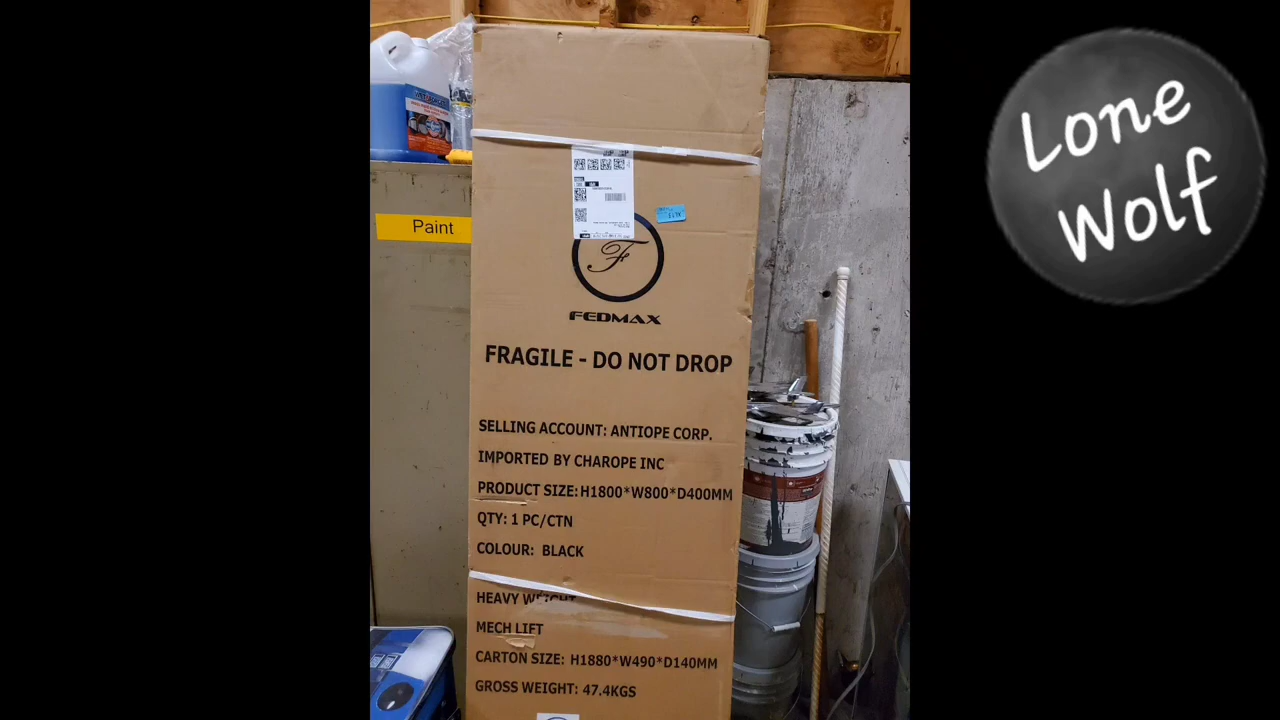 Lone
Wolf
Paint
F
FEDMAX
FRAGILE - DO NOT DROP
SELLING ACCOUNT: ANTIOPE CORP.
IMPORTED BY CHAROPE INC
PRODUCT SIZE: H1800*W800*D400MM
QTY: 1 PC/CTN
COLOUR: BLACK
HEAVY WEIGHT
MECH LIFT
CARTON SIZE: H1880*W490*D140MM
GROSS WEIGHT: 47.4KGS